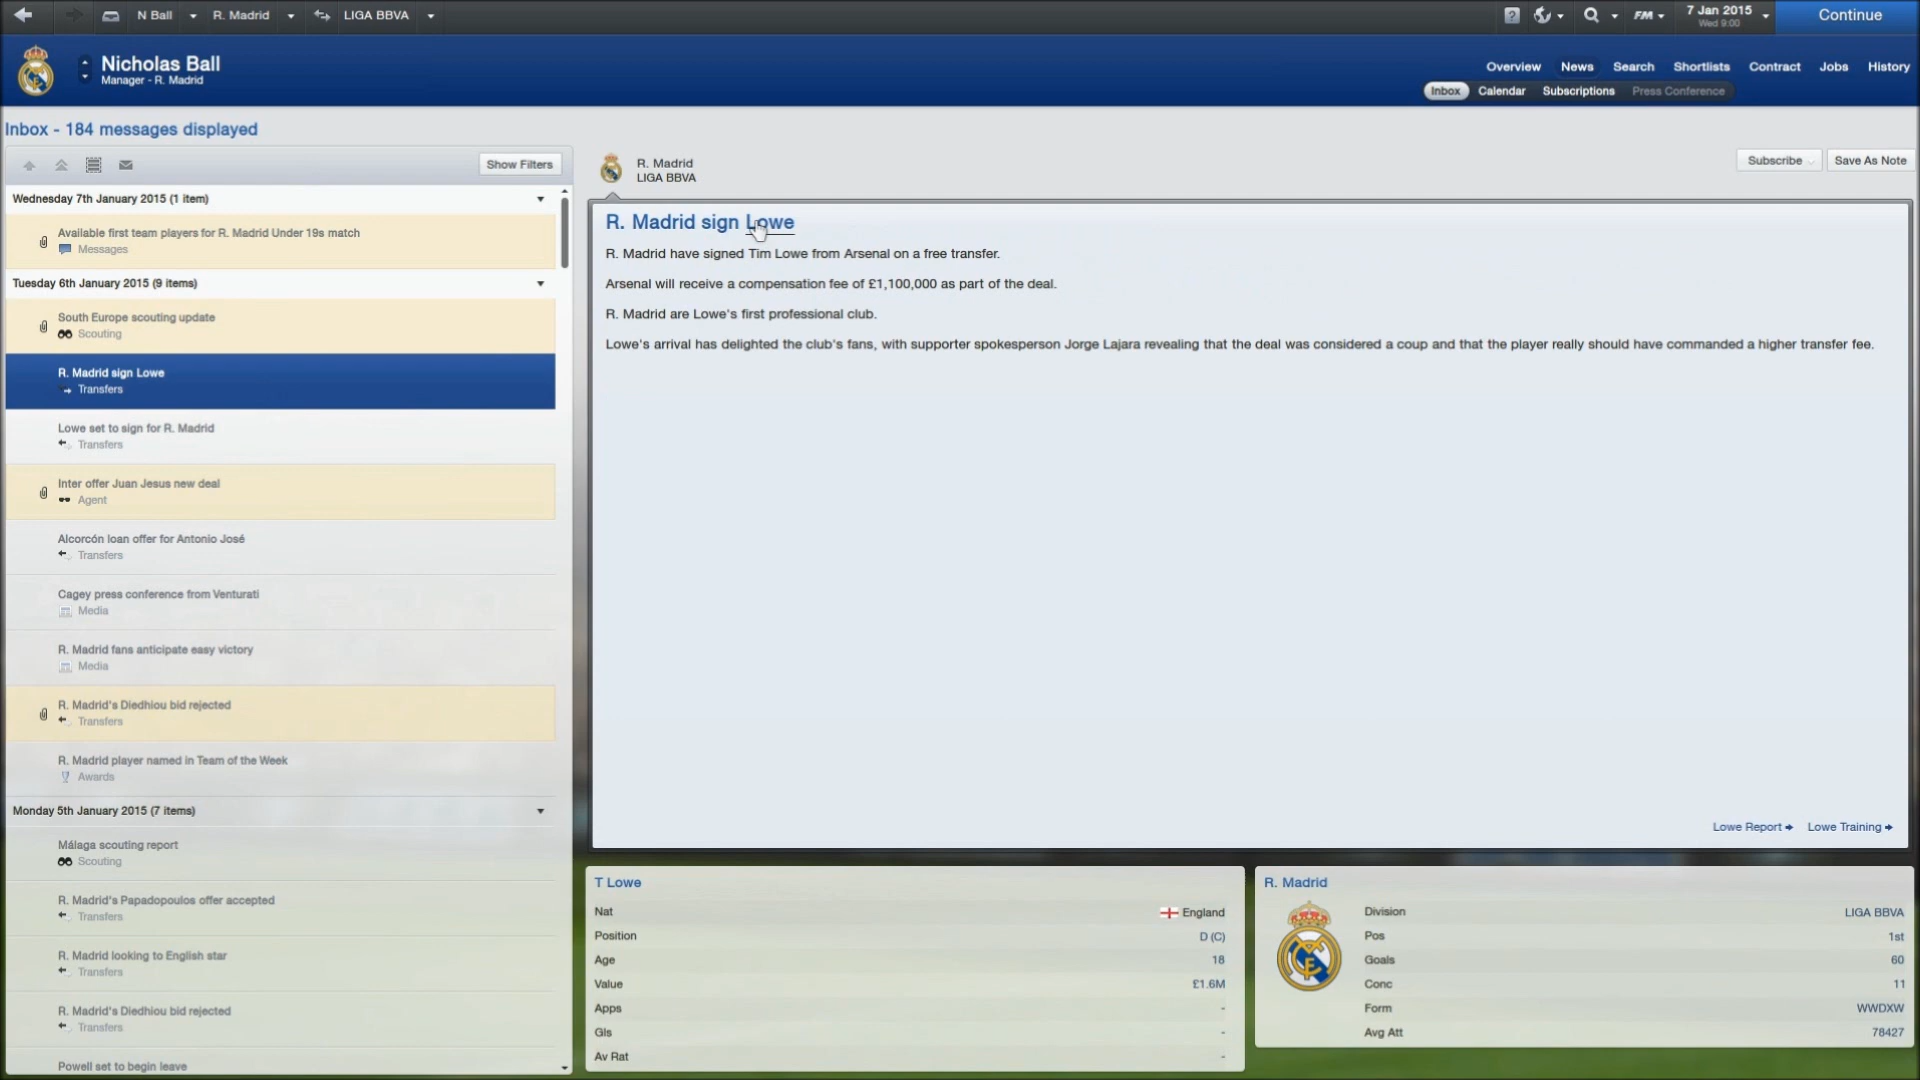 N Ball
R. Madrid
LIGA BBVA
?
FM
7 Jan 2015
Wed 9:00
Continue
Nicholas Ball
Manager - R. Madrid
Overview News Search Shortlists Contract Jobs History
Inbox Calendar Subscriptions Press Conference
Inbox - 184 messages displayed
Show Filters
Wednesday 7th January 2015 (1 item)
Available first team players for R. Madrid Under 19s match
Messages
Tuesday 6th January 2015 (9 items)
South Europe scouting update
Scouting
R. Madrid sign Lowe
Transfers
Lowe set to sign for R. Madrid
Transfers
Inter offer Juan Jesus new deal
Agent
Alcorcón loan offer for Antonio José
Transfers
Cagey press conference from Venturati
Media
R. Madrid fans anticipate easy victory
Media
R. Madrid's Diedhiou bid rejected
Transfers
R. Madrid player named in Team of the Week
Awards
Monday 5th January 2015 (7 items)
Málaga scouting report
Scouting
R. Madrid's Papadopoulos offer accepted
Transfers
R. Madrid looking to English star
Transfers
R. Madrid's Diedhiou bid rejected
Transfers
Powell set to begin leave
R. Madrid
LIGA BBVA
Subscribe
Save As Note
R. Madrid sign Lowe
R. Madrid have signed Tim Lowe from Arsenal on a free transfer.
Arsenal will receive a compensation fee of £1,100,000 as part of the deal.
R. Madrid are Lowe's first professional club.
Lowe's arrival has delighted the club's fans, with supporter spokesperson Jorge Lajara revealing that the deal was considered a coup and that the player really should have commanded a higher transfer fee.
Lowe Report
Lowe Training
T Lowe
Nat England
Position D (C)
Age 18
Value £1.6M
Apps -
Gls -
Av Rat -
R. Madrid
Division LIGA BBVA
Pos 1st
Goals 60
Conc 11
Form WWDXW
Avg Att 78427